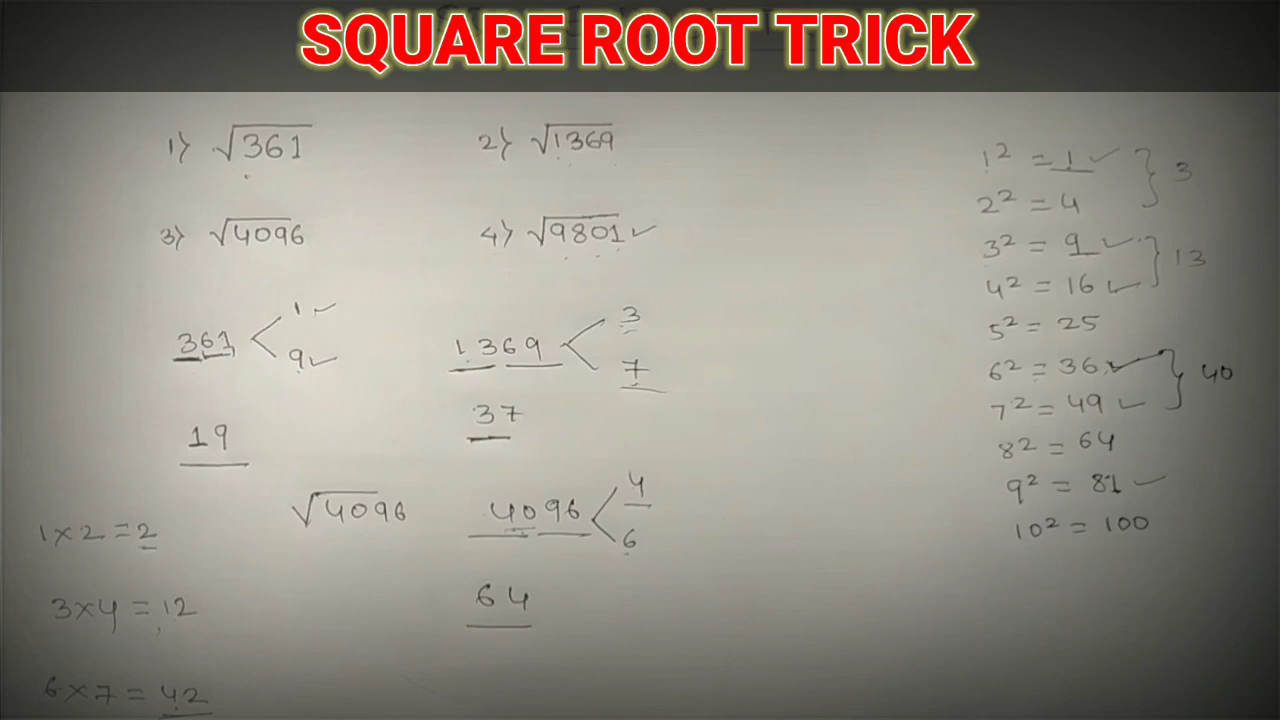 SQUARE ROOT TRICK
1) √361
2) √1369
3) √4096
4) √9801 ✓
361 < 1 ✓
9 ✓
19
1369 < 3
7
37
√4096
4096 < 4
6
64
1 x 2 = 2
3 x 4 = 12
6 x 7 = 42
1² = 1 ✓
2² = 4
} 3
3² = 9 ✓
4² = 16 ✓
} 13
5² = 25
6² = 36 ✓
7² = 49 ✓
} 40
8² = 64
9² = 81 ✓
10² = 100